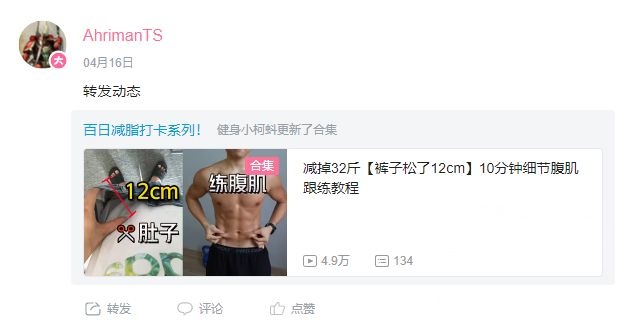 AhrimanTS
大
04月16日
转发动态
百日减脂打卡系列! 健身小柯蚪更新了合集
合集
练腹肌
12cm
肚子
减掉32斤【裤子松了12cm】10分钟细节腹肌
跟练教程
4.9万 134
转发 评论 点赞